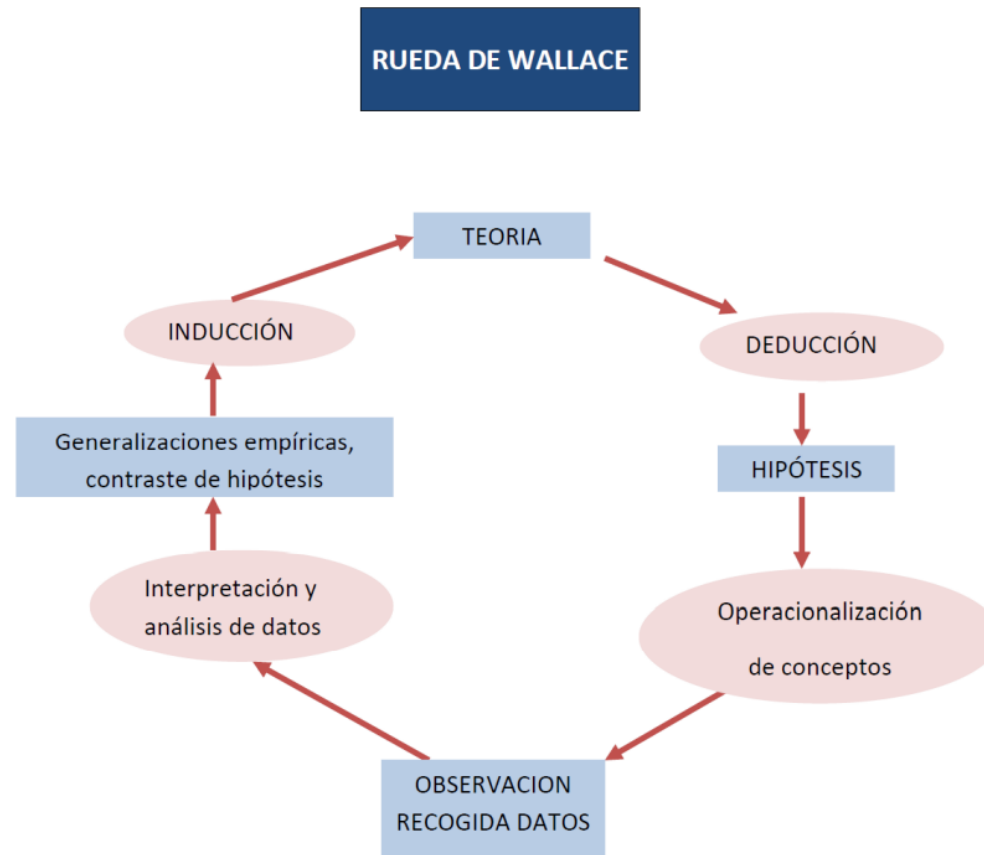 RUEDA DE WALLACE
TEORIA
INDUCCIÓN
DEDUCCIÓN
Generalizaciones empíricas,
contraste de hipótesis
HIPÓTESIS
Interpretación y
análisis de datos
Operacionalización
de conceptos
OBSERVACION
RECOGIDA DATOS